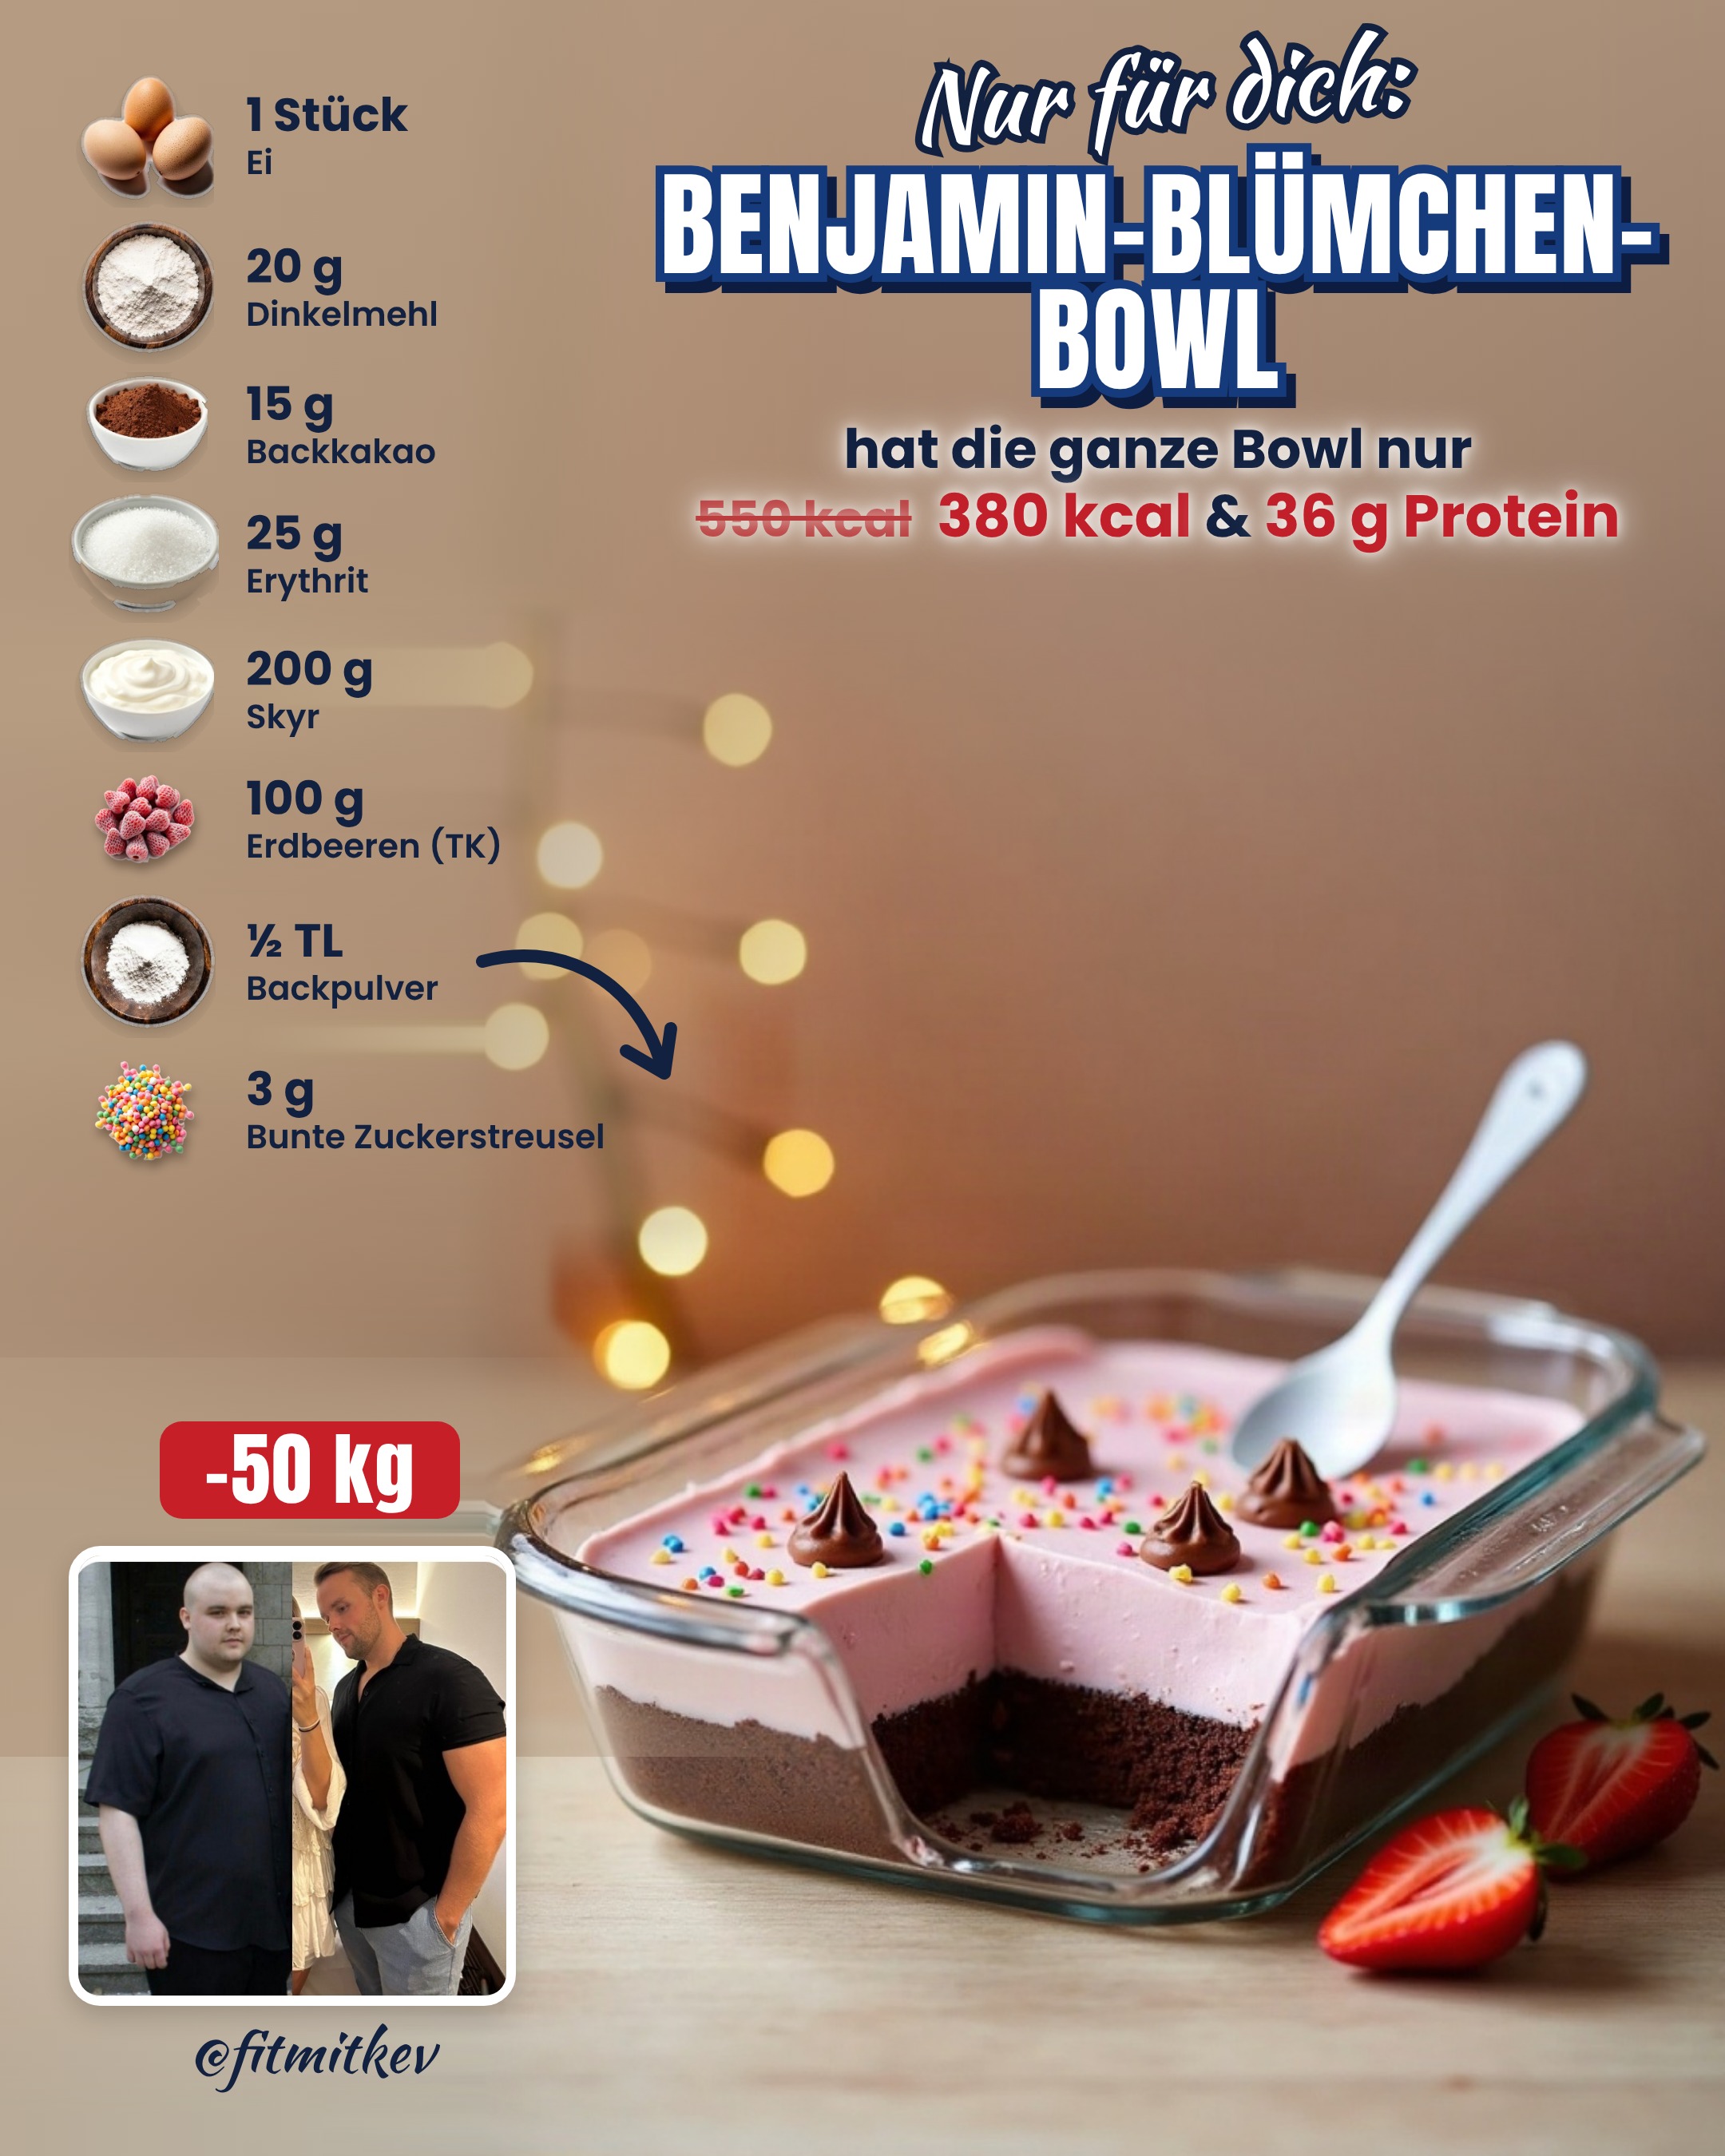 Nur für dich:
BENJAMIN-BLÜMCHEN-
BOWL
hat die ganze Bowl nur
550 kcal 380 kcal & 36 g Protein
1 Stück
Ei
20 g
Dinkelmehl
15 g
Backkakao
25 g
Erythrit
200 g
Skyr
100 g
Erdbeeren (TK)
½ TL
Backpulver
3 g
Bunte Zuckerstreusel
-50 kg
@fitmitkev